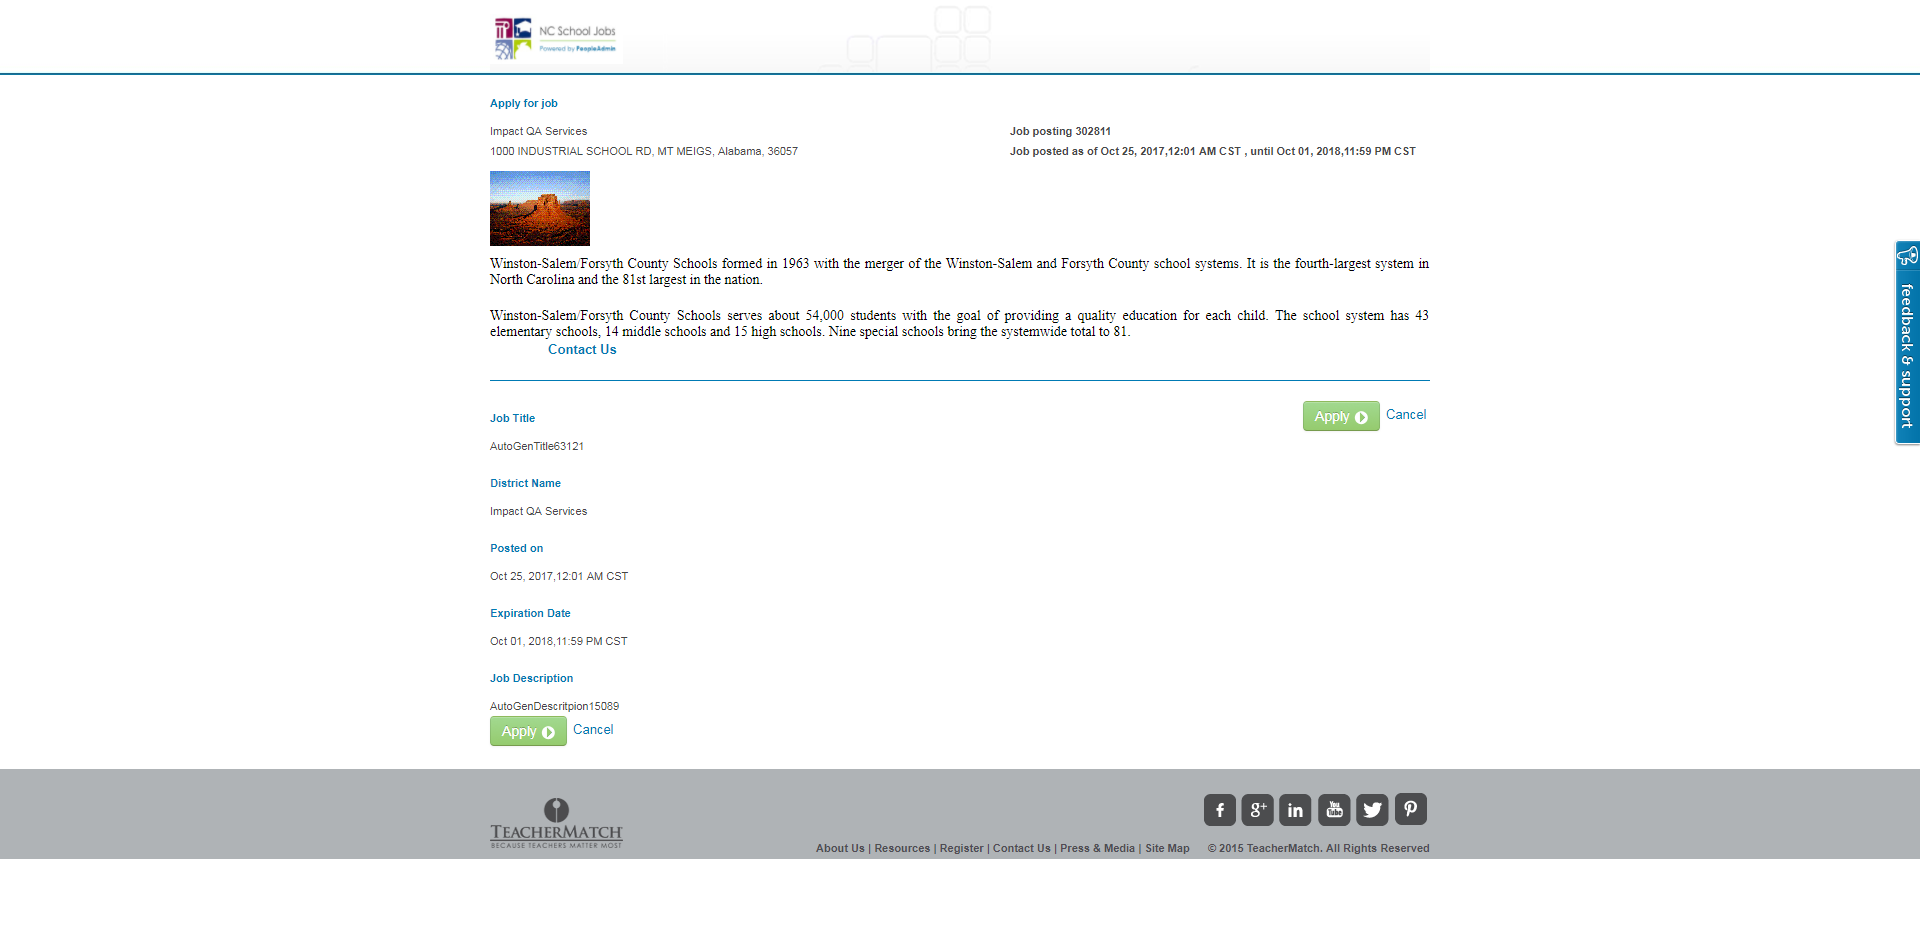 NC School Jobs
Powered by PeopleAdmin
Apply for job
Impact QA Services
1000 INDUSTRIAL SCHOOL RD, MT MEIGS, Alabama, 36057
Job posting 302811
Job posted as of Oct 25, 2017,12:01 AM CST , until Oct 01, 2018,11:59 PM CST
Winston-Salem/Forsyth County Schools formed in 1963 with the merger of the Winston-Salem and Forsyth County school systems. It is the fourth-largest system in
North Carolina and the 81st largest in the nation.
Winston-Salem/Forsyth County Schools serves about 54,000 students with the goal of providing a quality education for each child. The school system has 43
elementary schools, 14 middle schools and 15 high schools. Nine special schools bring the systemwide total to 81.
Contact Us
Apply Cancel
Job Title
AutoGenTitle63121
District Name
Impact QA Services
Posted on
Oct 25, 2017,12:01 AM CST
Expiration Date
Oct 01, 2018,11:59 PM CST
Job Description
AutoGenDescritpion15089
Apply Cancel
feedback & support
TEACHERMATCH
BECAUSE TEACHERS MATTER MOST
f g+ in You Tube
About Us | Resources | Register | Contact Us | Press & Media | Site Map © 2015 TeacherMatch. All Rights Reserved